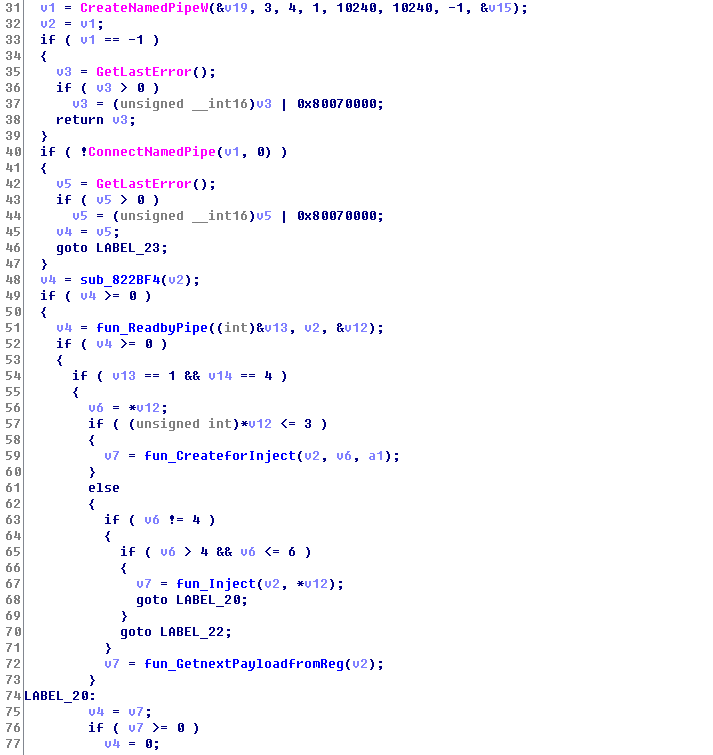 31 v1 = CreateNamedPipeW(&v19, 3, 4, 1, 10240, 10240, -1, &v15);
32 v2 = v1;
33 if ( v1 == -1 )
34 {
35 v3 = GetLastError();
36 if ( v3 > 0 )
37 v3 = (unsigned __int16)v3 | 0x80070000;
38 return v3;
39 }
40 if ( !ConnectNamedPipe(v1, 0) )
41 {
42 v5 = GetLastError();
43 if ( v5 > 0 )
44 v5 = (unsigned __int16)v5 | 0x80070000;
45 v4 = v5;
46 goto LABEL_23;
47 }
48 v4 = sub_822BF4(v2);
49 if ( v4 >= 0 )
50 {
51 v4 = fun_ReadbyPipe((int)&v13, v2, &v12);
52 if ( v4 >= 0 )
53 {
54 if ( v13 == 1 && v14 == 4 )
55 {
56 v6 = *v12;
57 if ( (unsigned int)*v12 <= 3 )
58 {
59 v7 = fun_CreateforInject(v2, v6, a1);
60 }
61 else
62 {
63 if ( v6 != 4 )
64 {
65 if ( v6 > 4 && v6 <= 6 )
66 {
67 v7 = fun_Inject(v2, *v12);
68 goto LABEL_20;
69 }
70 goto LABEL_22;
71 }
72 v7 = fun_GetnextPayloadfromReg(v2);
73 }
74 LABEL_20:
75 v4 = v7;
76 if ( v7 >= 0 )
77 v4 = 0;